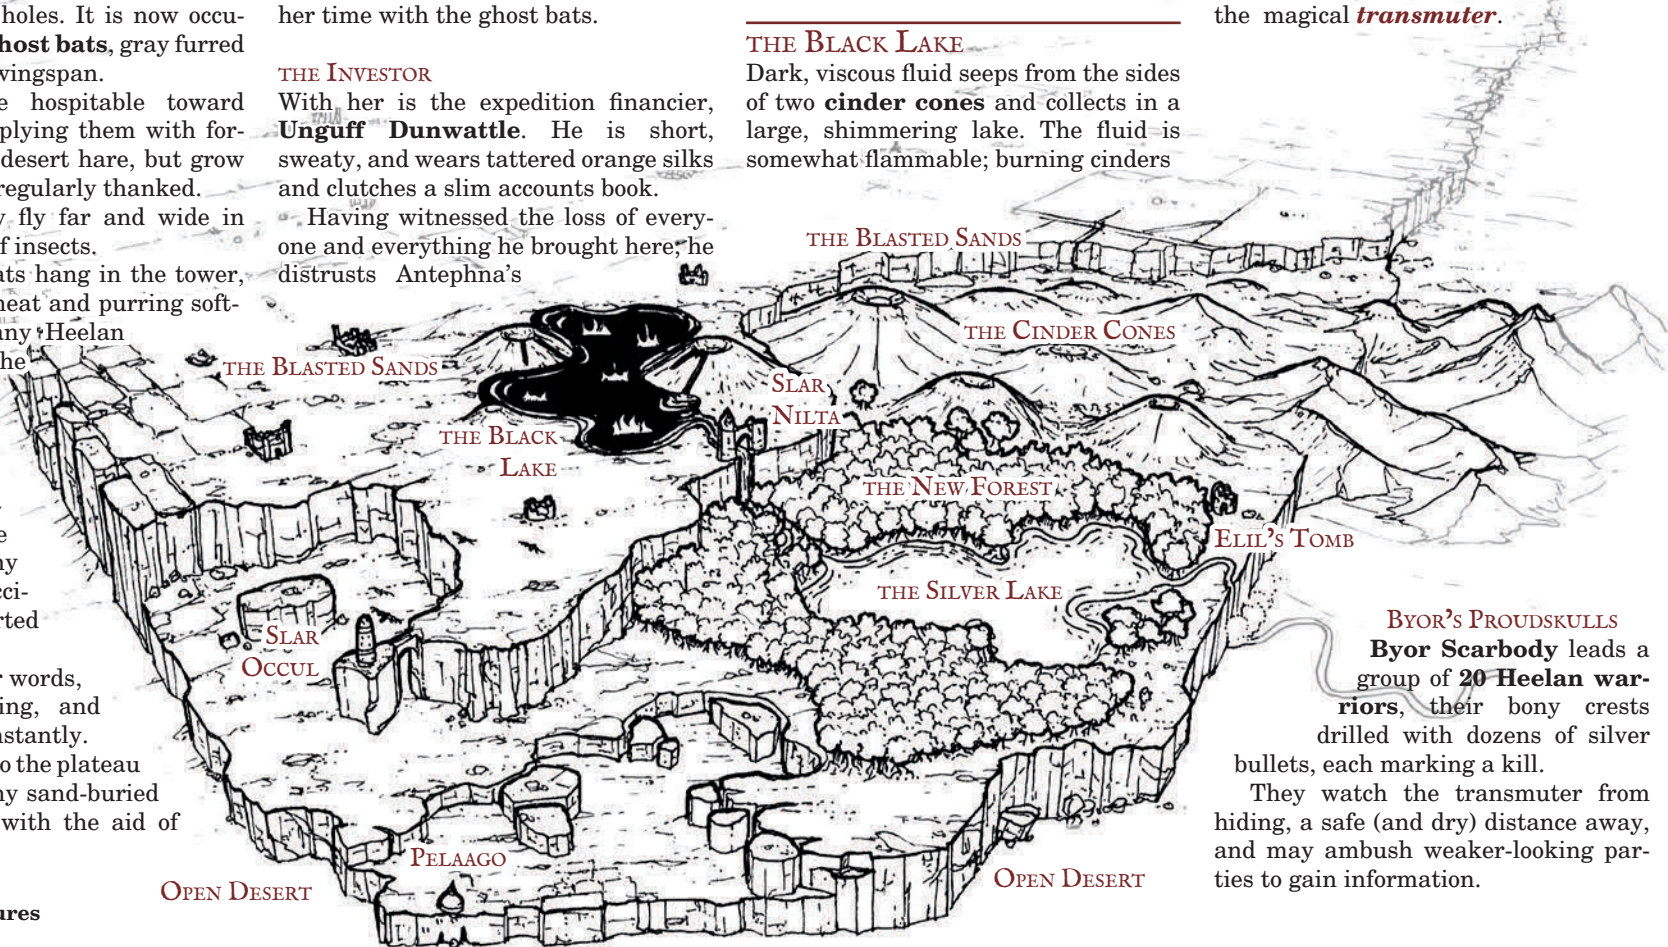 holes. It is now occu-
host bats, gray furred
wingspan.
e hospitable toward
plying them with for-
desert hare, but grow
regularly thanked.
y fly far and wide in
f insects.
ats hang in the tower,
heat and purring soft-
any Heelan
he
e
ny
cci-
rted
r words,
ing, and
nstantly.
o the plateau
ny sand-buried
with the aid of
ures
her time with the ghost bats.
THE INVESTOR
With her is the expedition financier,
Unguff Dunwattle. He is short,
sweaty, and wears tattered orange silks
and clutches a slim accounts book.
Having witnessed the loss of every-
one and everything he brought here, he
distrusts Antephna's
THE BLACK LAKE
Dark, viscous fluid seeps from the sides
of two cinder cones and collects in a
large, shimmering lake. The fluid is
somewhat flammable; burning cinders
the magical transmuter.
THE BLASTED SANDS
THE CINDER CONES
THE BLASTED SANDS
SLAR
NILTA
THE BLACK
LAKE
THE NEW FOREST
ELIL'S TOMB
THE SILVER LAKE
SLAR
OCCUL
PELAAGO
OPEN DESERT
OPEN DESERT
BYOR'S PROUDSKULLS
Byor Scarbody leads a
group of 20 Heelan war-
riors, their bony crests
drilled with dozens of silver
bullets, each marking a kill.
They watch the transmuter from
hiding, a safe (and dry) distance away,
and may ambush weaker-looking par-
ties to gain information.